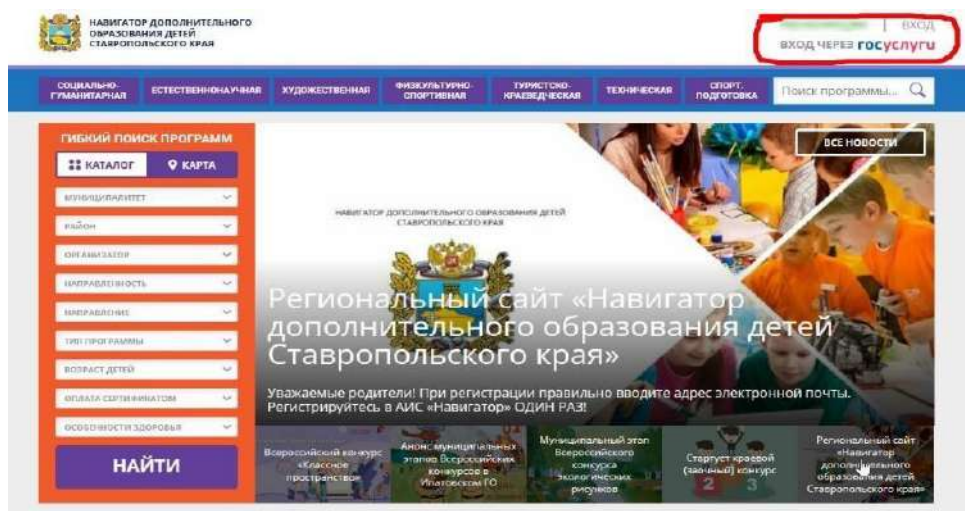 НАВИГАТОР ДОПОЛНИТЕЛЬНОГО
ОБРАЗОВАНИЯ ДЕТЕЙ
СТАВРОПОЛЬСКОГО КРАЯ
ВХОД
ВХОД ЧЕРЕЗ госуслуги
СОЦИАЛЬНО-
ГУМАНИТАРНАЯ
ЕСТЕСТВЕННОНАУЧНАЯ
ХУДОЖЕСТВЕННАЯ
ФИЗКУЛЬТУРНО-
СПОРТИВНАЯ
ТУРИСТСКО-
КРАЕВЕДЧЕСКАЯ
ТЕХНИЧЕСКАЯ
СПОРТ.
ПОДГОТОВКА
Поиск программы...
ГИБКИЙ ПОИСК ПРОГРАММ
КАТАЛОГ
КАРТА
МУНИЦИПАЛИТЕТ
РАЙОН
ОРГАНИЗАТОР
НАПРАВЛЕННОСТЬ
НАПРАВЛЕНИЕ
ТИП ПРОГРАММЫ
ВОЗРАСТ ДЕТЕЙ
ОПЛАТА СЕРТИФИКАТОМ
ОСОБЕННОСТИ ЗДОРОВЬЯ
НАЙТИ
ВСЕ НОВОСТИ
НАВИГАТОР ДОПОЛНИТЕЛЬНОГО ОБРАЗОВАНИЯ ДЕТЕЙ
СТАВРОПОЛЬСКОГО КРАЯ
Региональный сайт «Навигатор
дополнительного образования детей
Ставропольского края»
Уважаемые родители! При регистрации правильно вводите адрес электронной почты.
Регистрируйтесь в АИС «Навигатор» ОДИН РАЗ!
Всероссийский конкурс
«Классное
пространство»
Анонс муниципальных
этапов Всероссийских
конкурсов в
Ипатовском ГО
Муниципальный этап
Всероссийского
конкурса
экологических
рисунков
Стартует краевой
(заочный) конкурс
2 3
Региональный сайт
«Навигатор
дополнительного
образования детей
Ставропольского края»